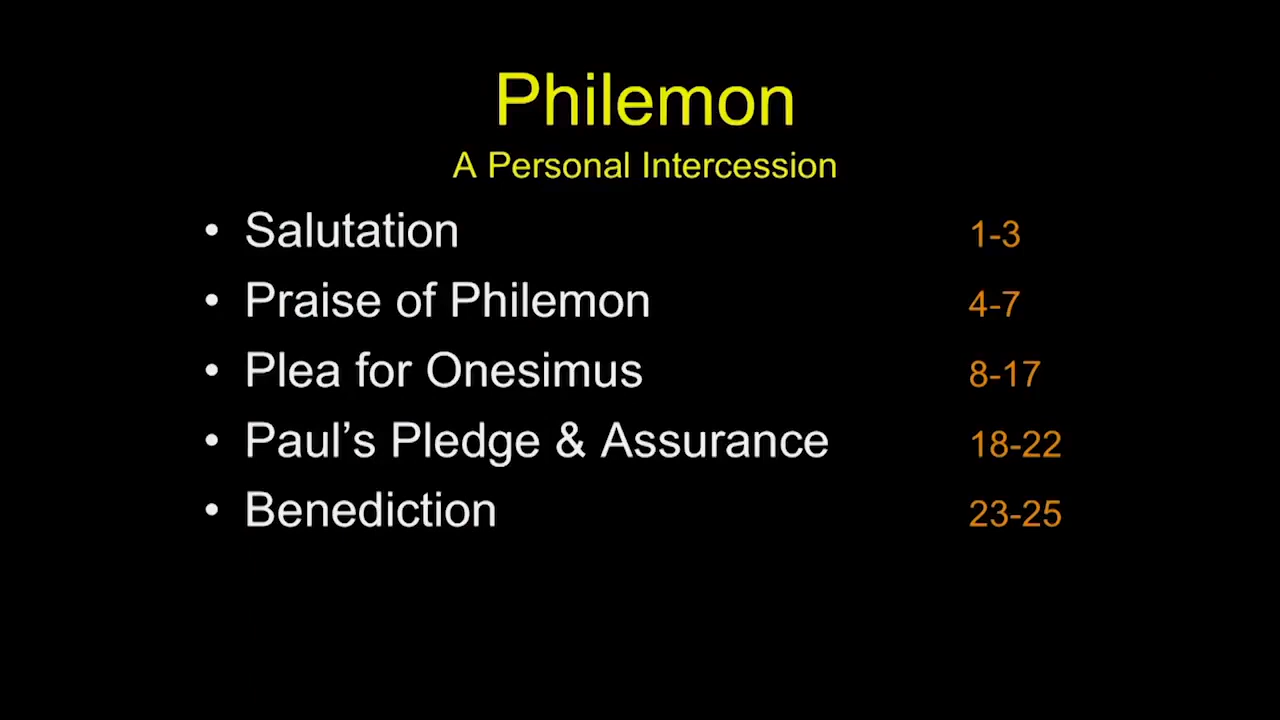 Philemon
A Personal Intercession
• Salutation 1-3
• Praise of Philemon 4-7
• Plea for Onesimus 8-17
• Paul’s Pledge & Assurance 18-22
• Benediction 23-25